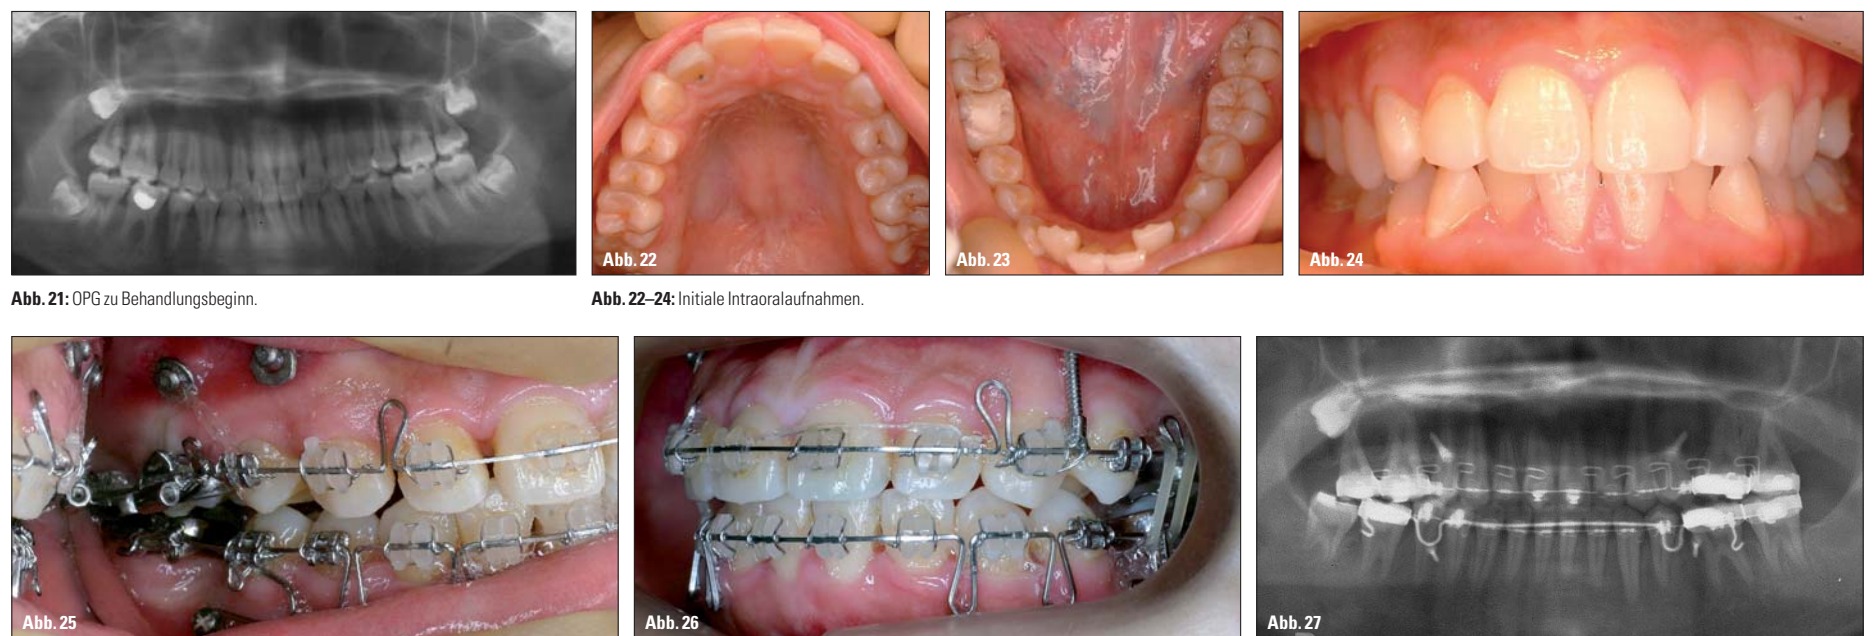 Abb. 22
Abb. 23
Abb. 24
Abb. 21: OPG zu Behandlungsbeginn.
Abb. 22–24: Initiale Intraoralaufnahmen.
Abb. 25
Abb. 26
Abb. 27